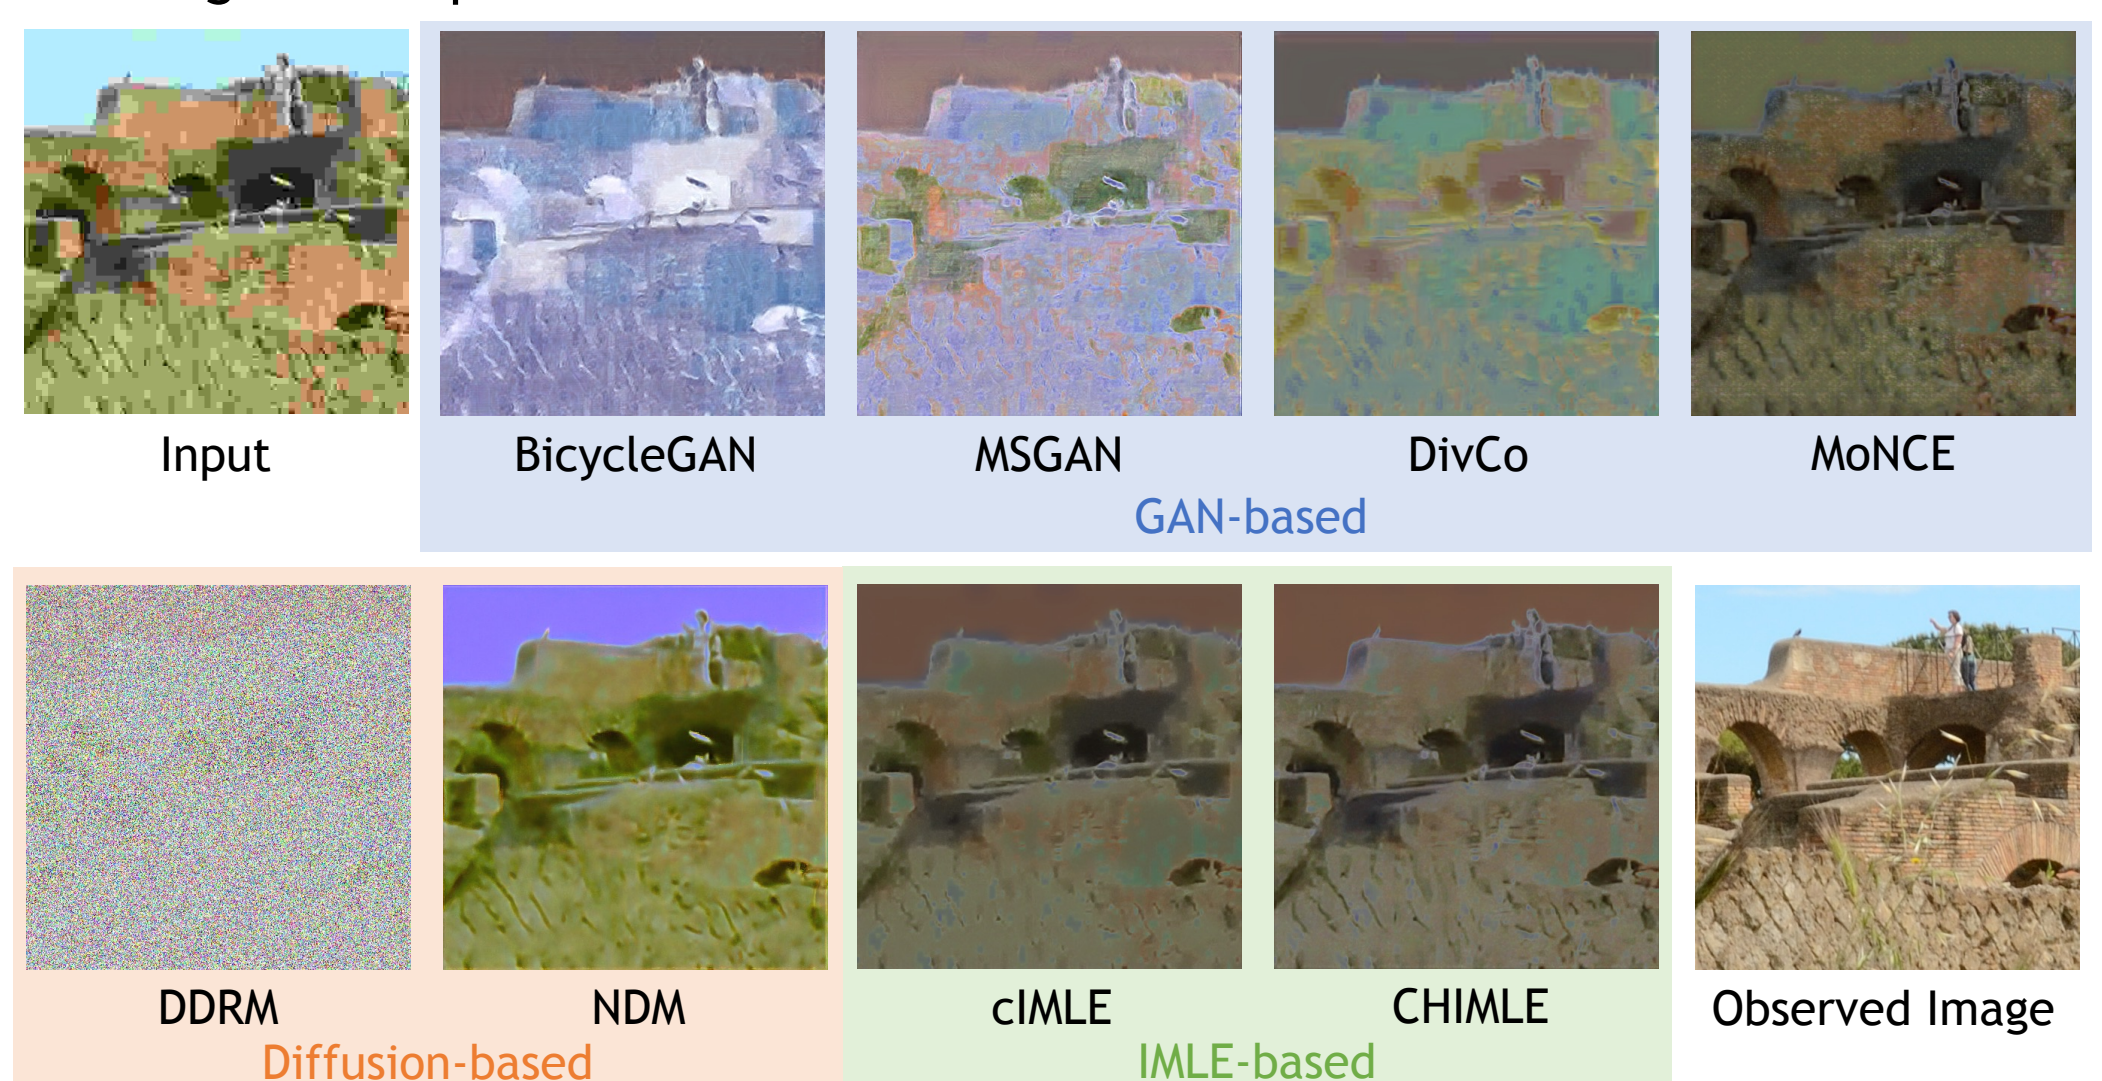 Input
BicycleGAN
MSGAN
DivCo
MoNCE
GAN-based
DDRM
NDM
cIMLE
CHIMLE
Observed Image
Diffusion-based
IMLE-based